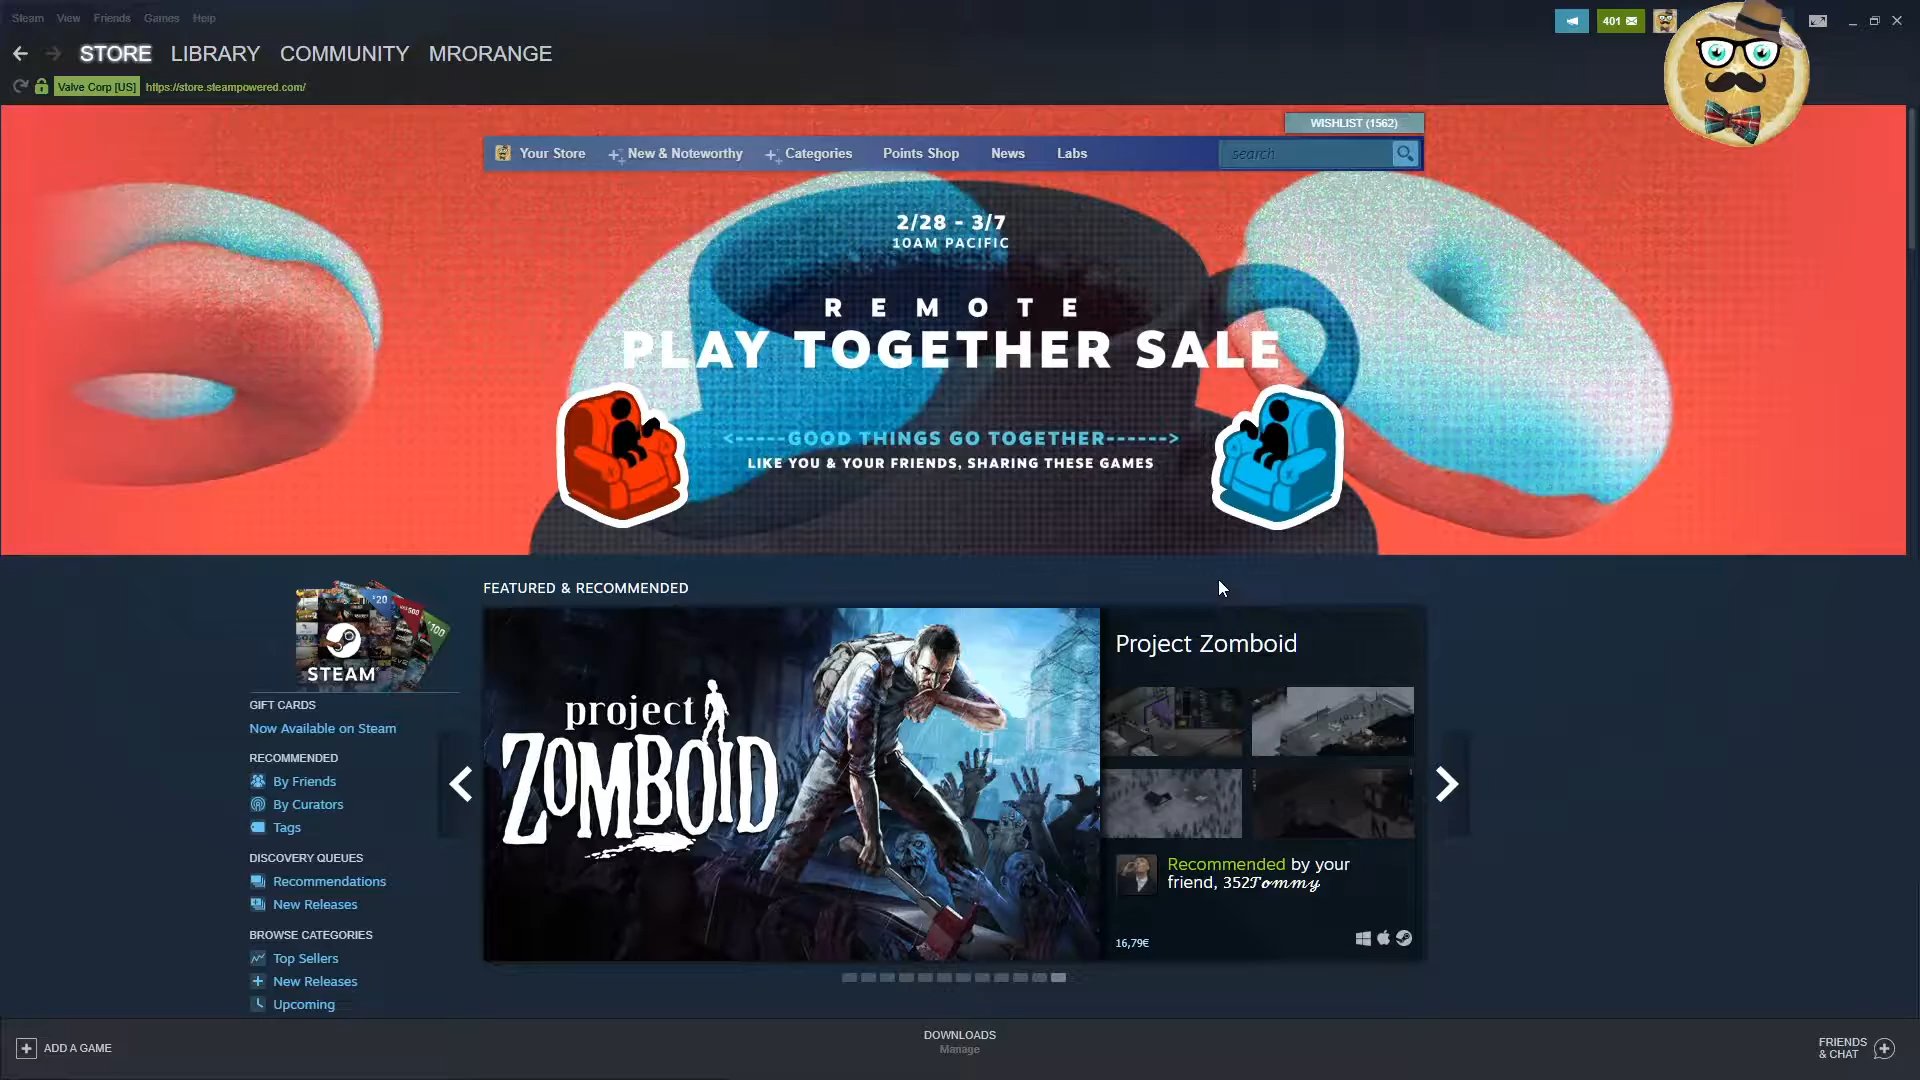 Steam View Friends Games Help
401
STORE LIBRARY COMMUNITY MRORANGE
Valve Corp [US] https://store.steampowered.com/
WISHLIST (1562)
Your Store New & Noteworthy Categories Points Shop News Labs search
2/28 - 3/7
10AM PACIFIC
REMOTE
PLAY TOGETHER SALE
<-----GOOD THINGS GO TOGETHER------>
LIKE YOU & YOUR FRIENDS, SHARING THESE GAMES
FEATURED & RECOMMENDED
STEAM
GIFT CARDS
Now Available on Steam
RECOMMENDED
By Friends
By Curators
Tags
DISCOVERY QUEUES
Recommendations
New Releases
BROWSE CATEGORIES
Top Sellers
New Releases
Upcoming
project
ZOMBOID
Project Zomboid
Recommended by your
friend, 352𝓣𝓸𝓶𝓶𝔂
16,79€
ADD A GAME
DOWNLOADS
Manage
FRIENDS
& CHAT